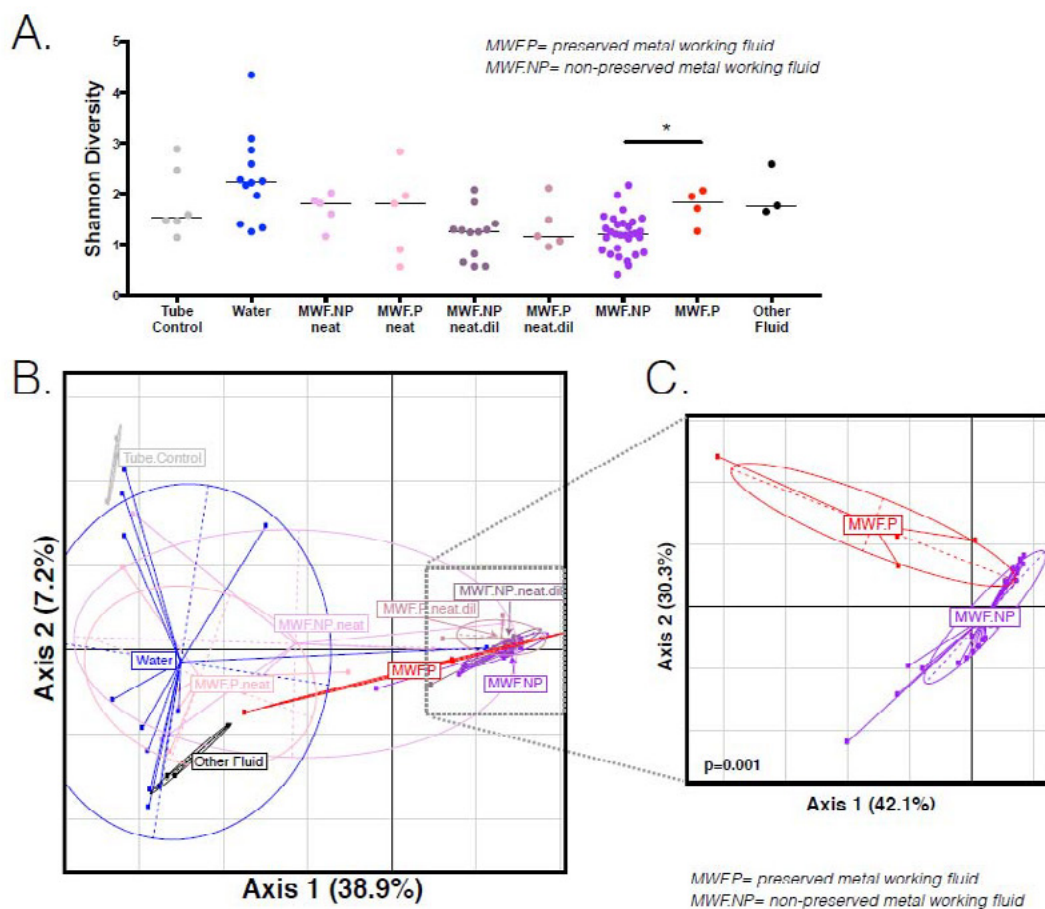 A.
MWF.P= preserved metal working fluid
MWF.NP= non-preserved metal working fluid
Shannon Diversity
5
4
3
2
1
0
*
Tube Control
Water
MWF.NP neat
MWF.P neat
MWF.NP neat.dil
MWF.P neat.dil
MWF.NP
MWF.P
Other Fluid
B.
Tube.Control
MWF.NP.neat.dil
MWF.P.neat.dil
MWF.NP.neat
Water
MWF.P
MWF.NP
MWF.P.neat
Other Fluid
Axis 2 (7.2%)
Axis 1 (38.9%)
C.
MWF.P
MWF.NP
Axis 2 (30.3%)
p=0.001
Axis 1 (42.1%)
MWF.P= preserved metal working fluid
MWF.NP= non-preserved metal working fluid